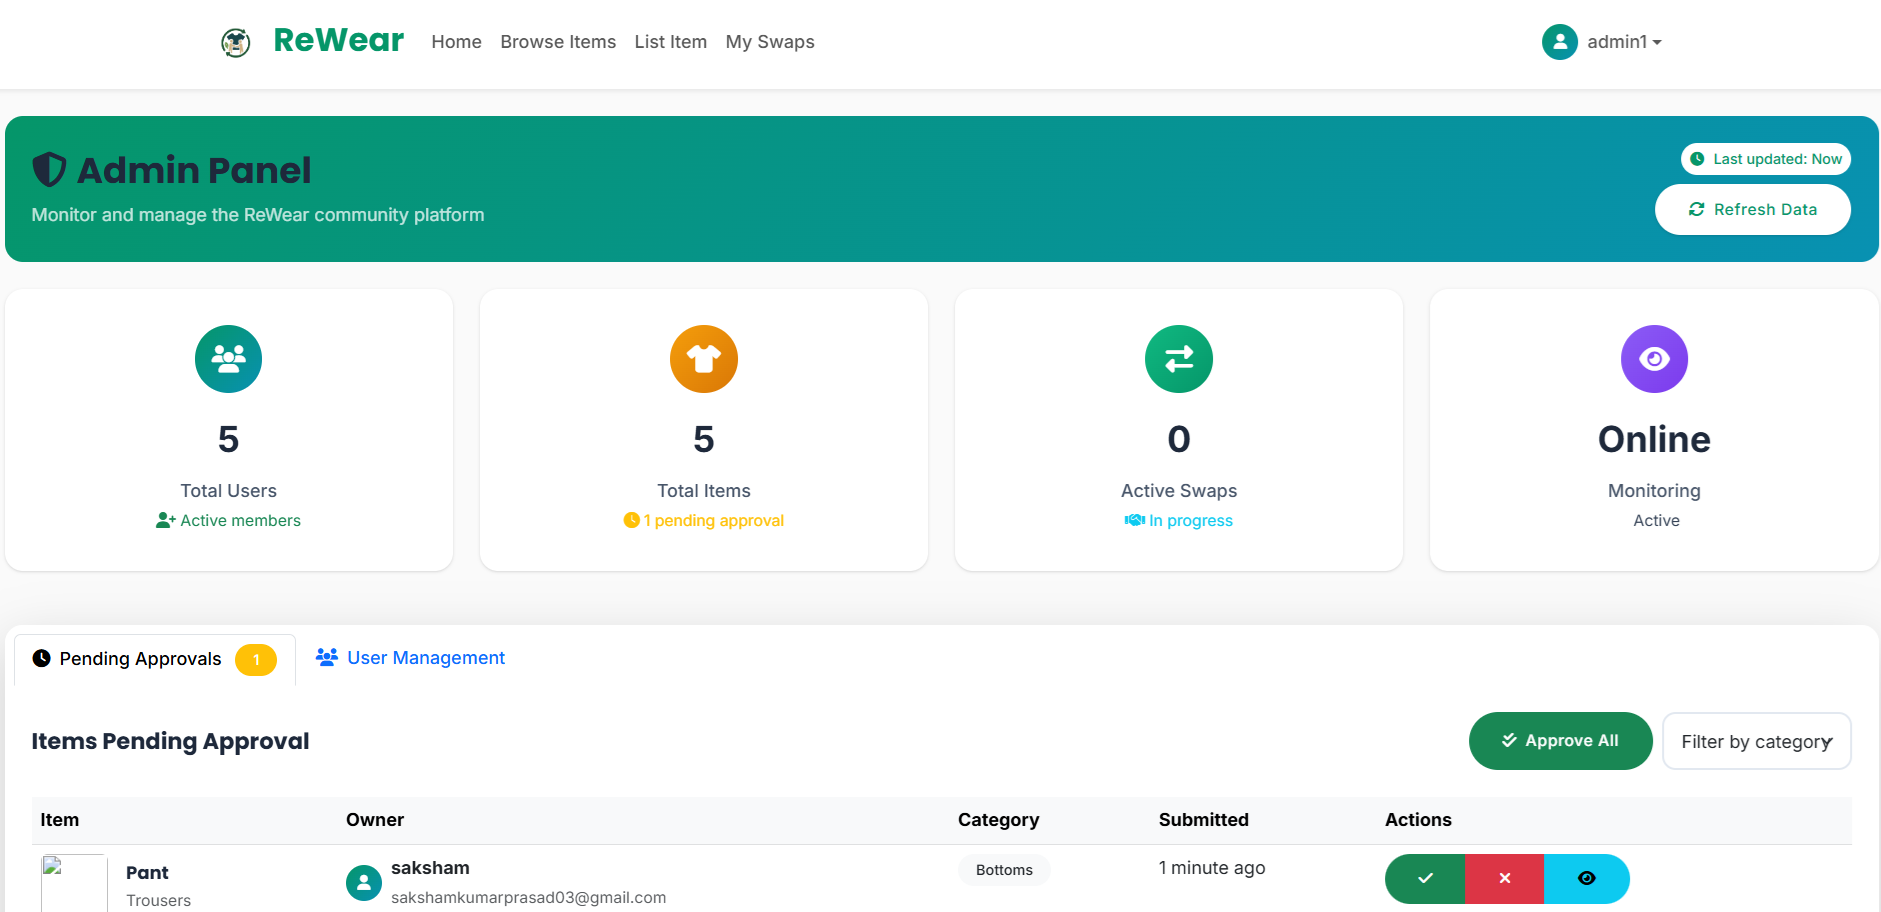 ReWear
Home Browse Items List Item My Swaps
admin1
Admin Panel
Monitor and manage the ReWear community platform
Last updated: Now
Refresh Data
5
Total Users
Active members
5
Total Items
1 pending approval
0
Active Swaps
In progress
Online
Monitoring
Active
Pending Approvals 1
User Management
Items Pending Approval
Approve All
Filter by category
Item Owner Category Submitted Actions
Pant
Trousers
saksham
sakshamkumarprasad03@gmail.com
Bottoms
1 minute ago